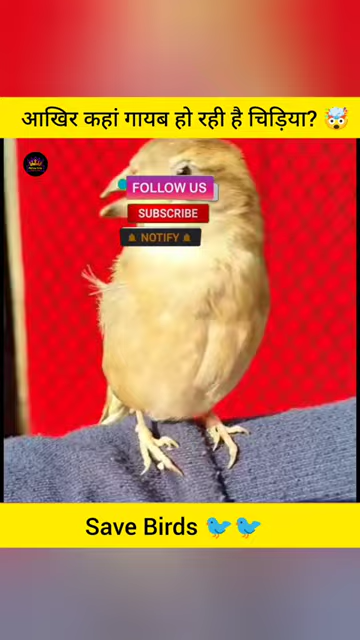 आखिर कहां गायब हो रही है चिड़िया? 🤯
FOLLOW US
SUBSCRIBE
🔔 NOTIFY 🔔
Save Birds 🐦🐦